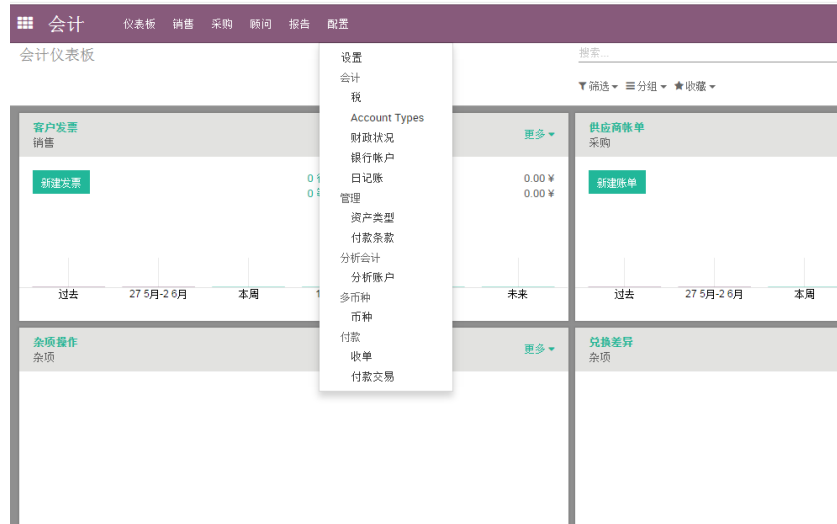 会计 仪表板 销售 采购 顾问 报告 配置
会计仪表板
搜索...
筛选 分组 收藏
设置
会计
税
Account Types
财政状况
银行帐户
日记账
管理
资产类型
付款条款
分析会计
分析账户
多币种
币种
付款
收单
付款交易
客户发票
销售
更多
新建发票
0
0.00 ¥
0
0.00 ¥
过去 27 5月-2 6月 本周 1 未来
供应商帐单
采购
新建账单
过去 27 5月-2 6月 本周
杂项操作
杂项
更多
兑换差异
杂项